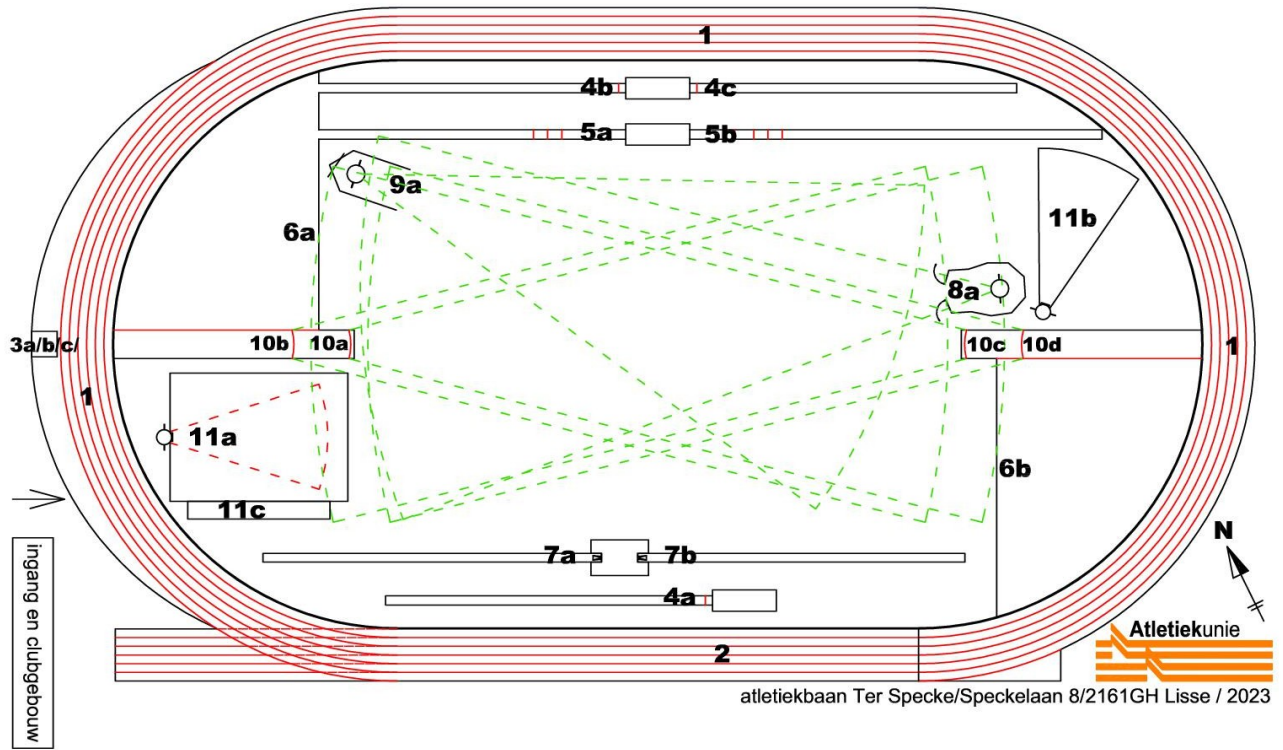 1
4b 4c
5a 5b
9a
6a
11b
8a
3a/b/c/
10b 10a
10c 10d
1
1
11a
6b
11c
7a 7b
4a
2
N
ingang en clubgebouw
Atletiekunie
atletiekbaan Ter Specke/Speckelaan 8/2161GH Lisse / 2023